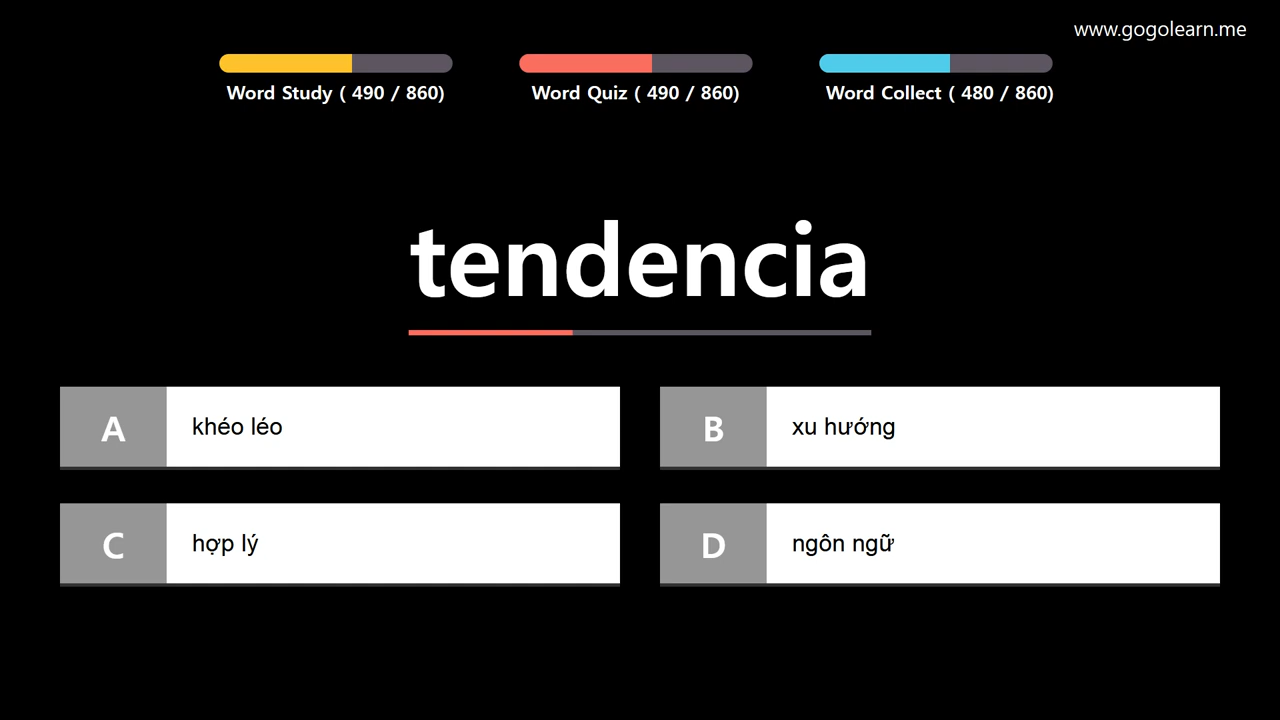 www.gogolearn.me
Word Study ( 490 / 860)
Word Quiz ( 490 / 860)
Word Collect ( 480 / 860)
tendencia
A khéo léo
B xu hướng
C hợp lý
D ngôn ngữ